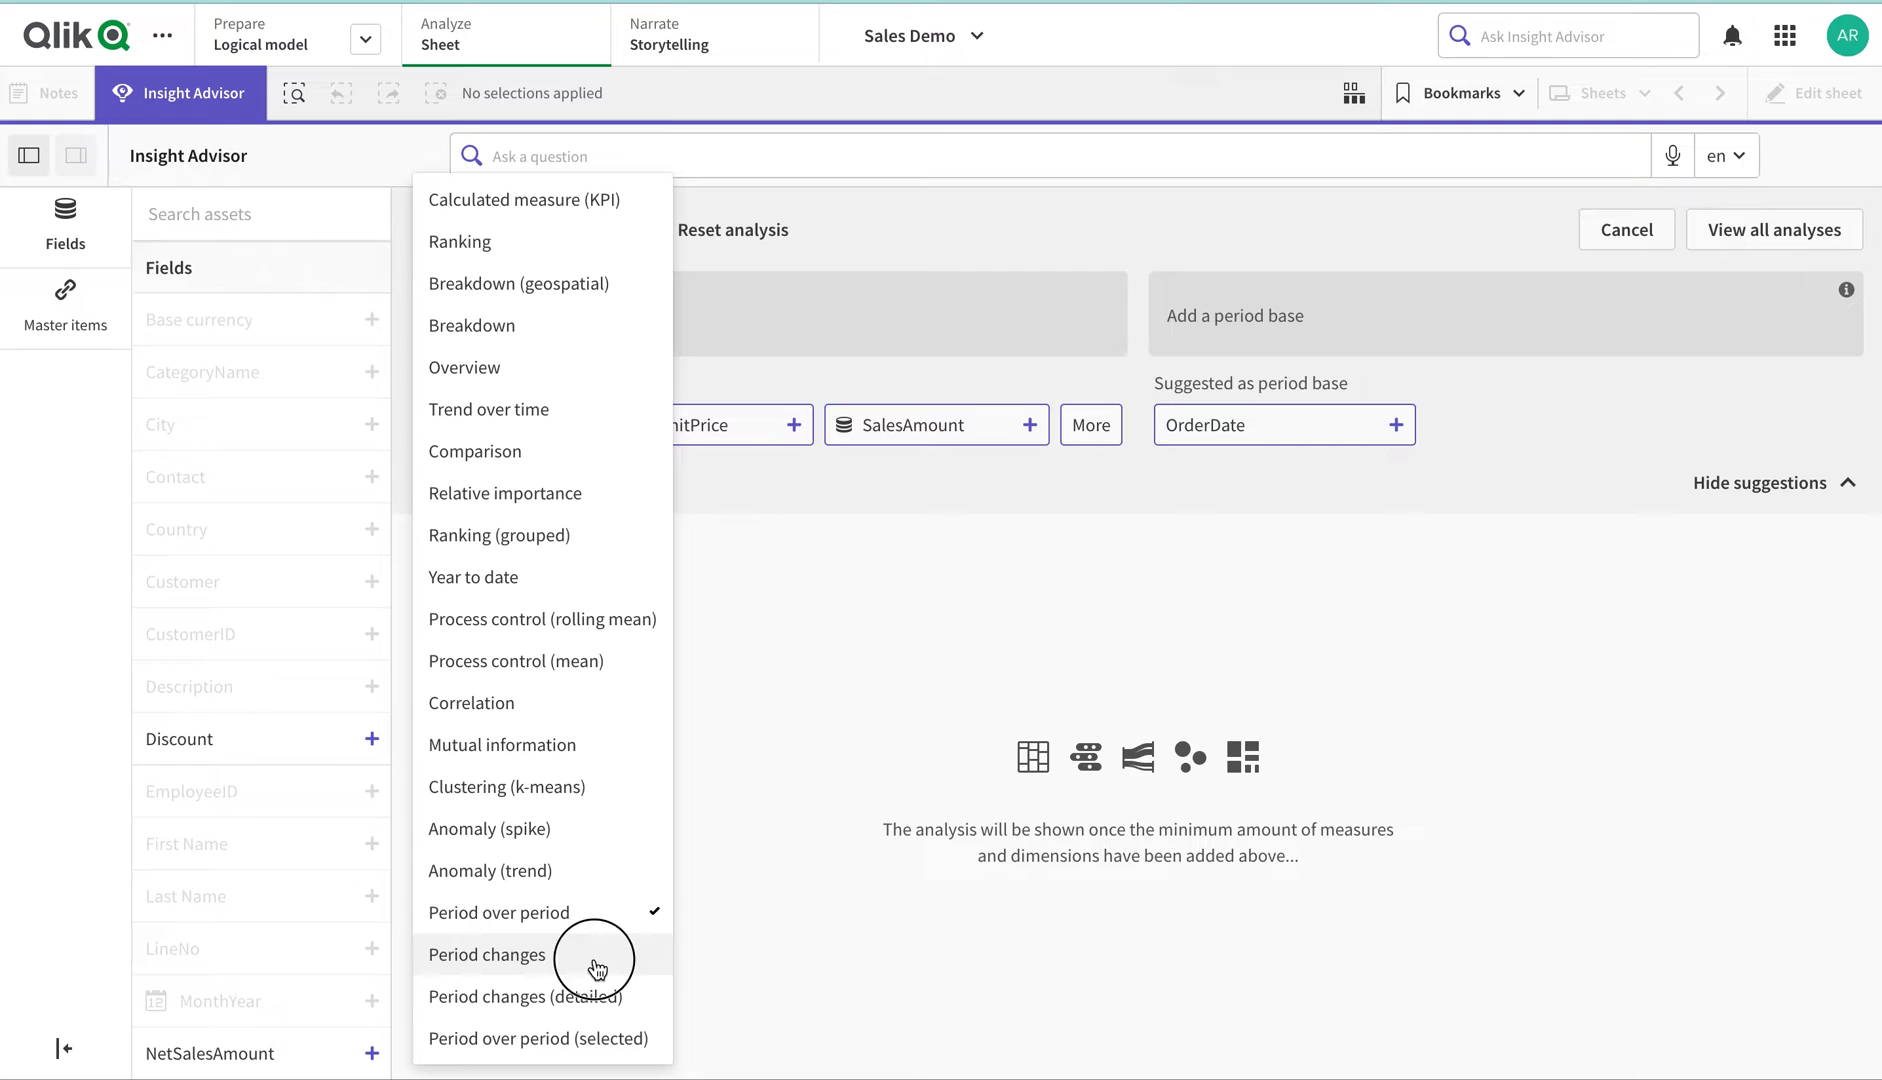 Qlik
Prepare
Logical model
Analyze
Sheet
Narrate
Storytelling
Sales Demo
Ask Insight Advisor
AR
Notes
Insight Advisor
No selections applied
Bookmarks
Sheets
Edit sheet
Insight Advisor
Ask a question
en
Fields
Master items
Search assets
Fields
Base currency
CategoryName
City
Contact
Country
Customer
CustomerID
Description
Discount
EmployeeID
First Name
Last Name
LineNo
12 MonthYear
NetSalesAmount
Calculated measure (KPI)
Ranking
Breakdown (geospatial)
Breakdown
Overview
Trend over time
Comparison
Relative importance
Ranking (grouped)
Year to date
Process control (rolling mean)
Process control (mean)
Correlation
Mutual information
Clustering (k-means)
Anomaly (spike)
Anomaly (trend)
Period over period
Period changes
Period changes (detailed)
Period over period (selected)
Reset analysis
Cancel
View all analyses
Add a period base
Suggested as period base
nitPrice
SalesAmount
More
OrderDate
Hide suggestions
The analysis will be shown once the minimum amount of measures
and dimensions have been added above...